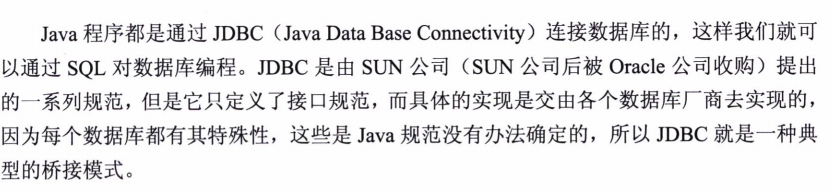 Java 程序都是通过 JDBC（Java Data Base Connectivity）连接数据库的，这样我们就可
以通过 SQL 对数据库编程。JDBC 是由 SUN 公司（SUN 公司后被 Oracle 公司收购）提出
的一系列规范，但是它只定义了接口规范，而具体的实现是交由各个数据库厂商去实现的，
因为每个数据库都有其特殊性，这些是 Java 规范没有办法确定的，所以 JDBC 就是一种典
型的桥接模式。